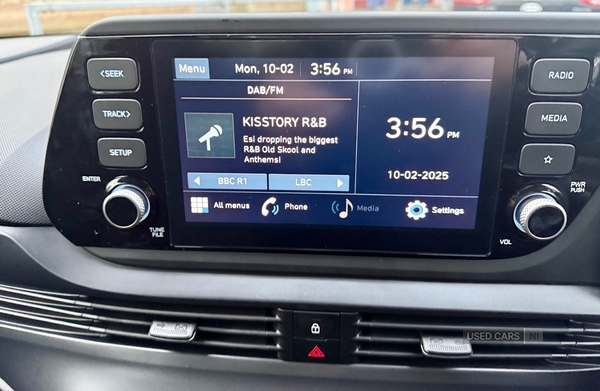 <SEEK
TRACK>
SETUP
ENTER
TUNE
FILE
Menu Mon, 10-02 3:56 PM
DAB/FM
KISSTORY R&B
Esi dropping the biggest
R&B Old Skool and
Anthems!
BBC R1 LBC
3:56 PM
10-02-2025
All menus Phone Media Settings
RADIO
MEDIA
PWR
PUSH
VOL
USED CARS NI